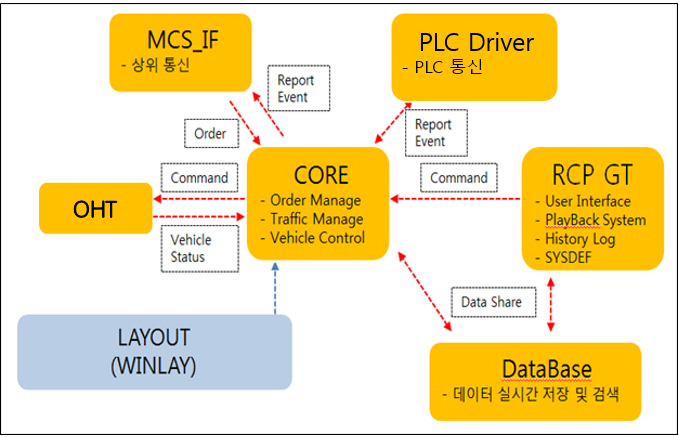 MCS_IF
- 상위 통신
PLC Driver
- PLC 통신
Report
Event
Order
Report
Event
Command
CORE
- Order Manage
- Traffic Manage
- Vehicle Control
Command
RCP GT
- User Interface
- PlayBack System
- History Log
- SYSDEF
OHT
Vehicle
Status
Data Share
LAYOUT
(WINLAY)
DataBase
- 데이터 실시간 저장 및 검색